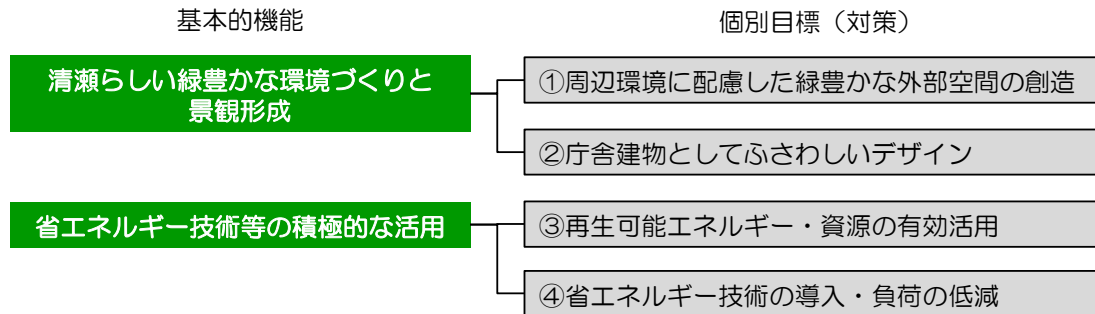 基本的機能
個別目標（対策）
清瀬らしい緑豊かな環境づくりと
景観形成
①周辺環境に配慮した緑豊かな外部空間の創造
②庁舎建物としてふさわしいデザイン
省エネルギー技術等の積極的な活用
③再生可能エネルギー・資源の有効活用
④省エネルギー技術の導入・負荷の低減